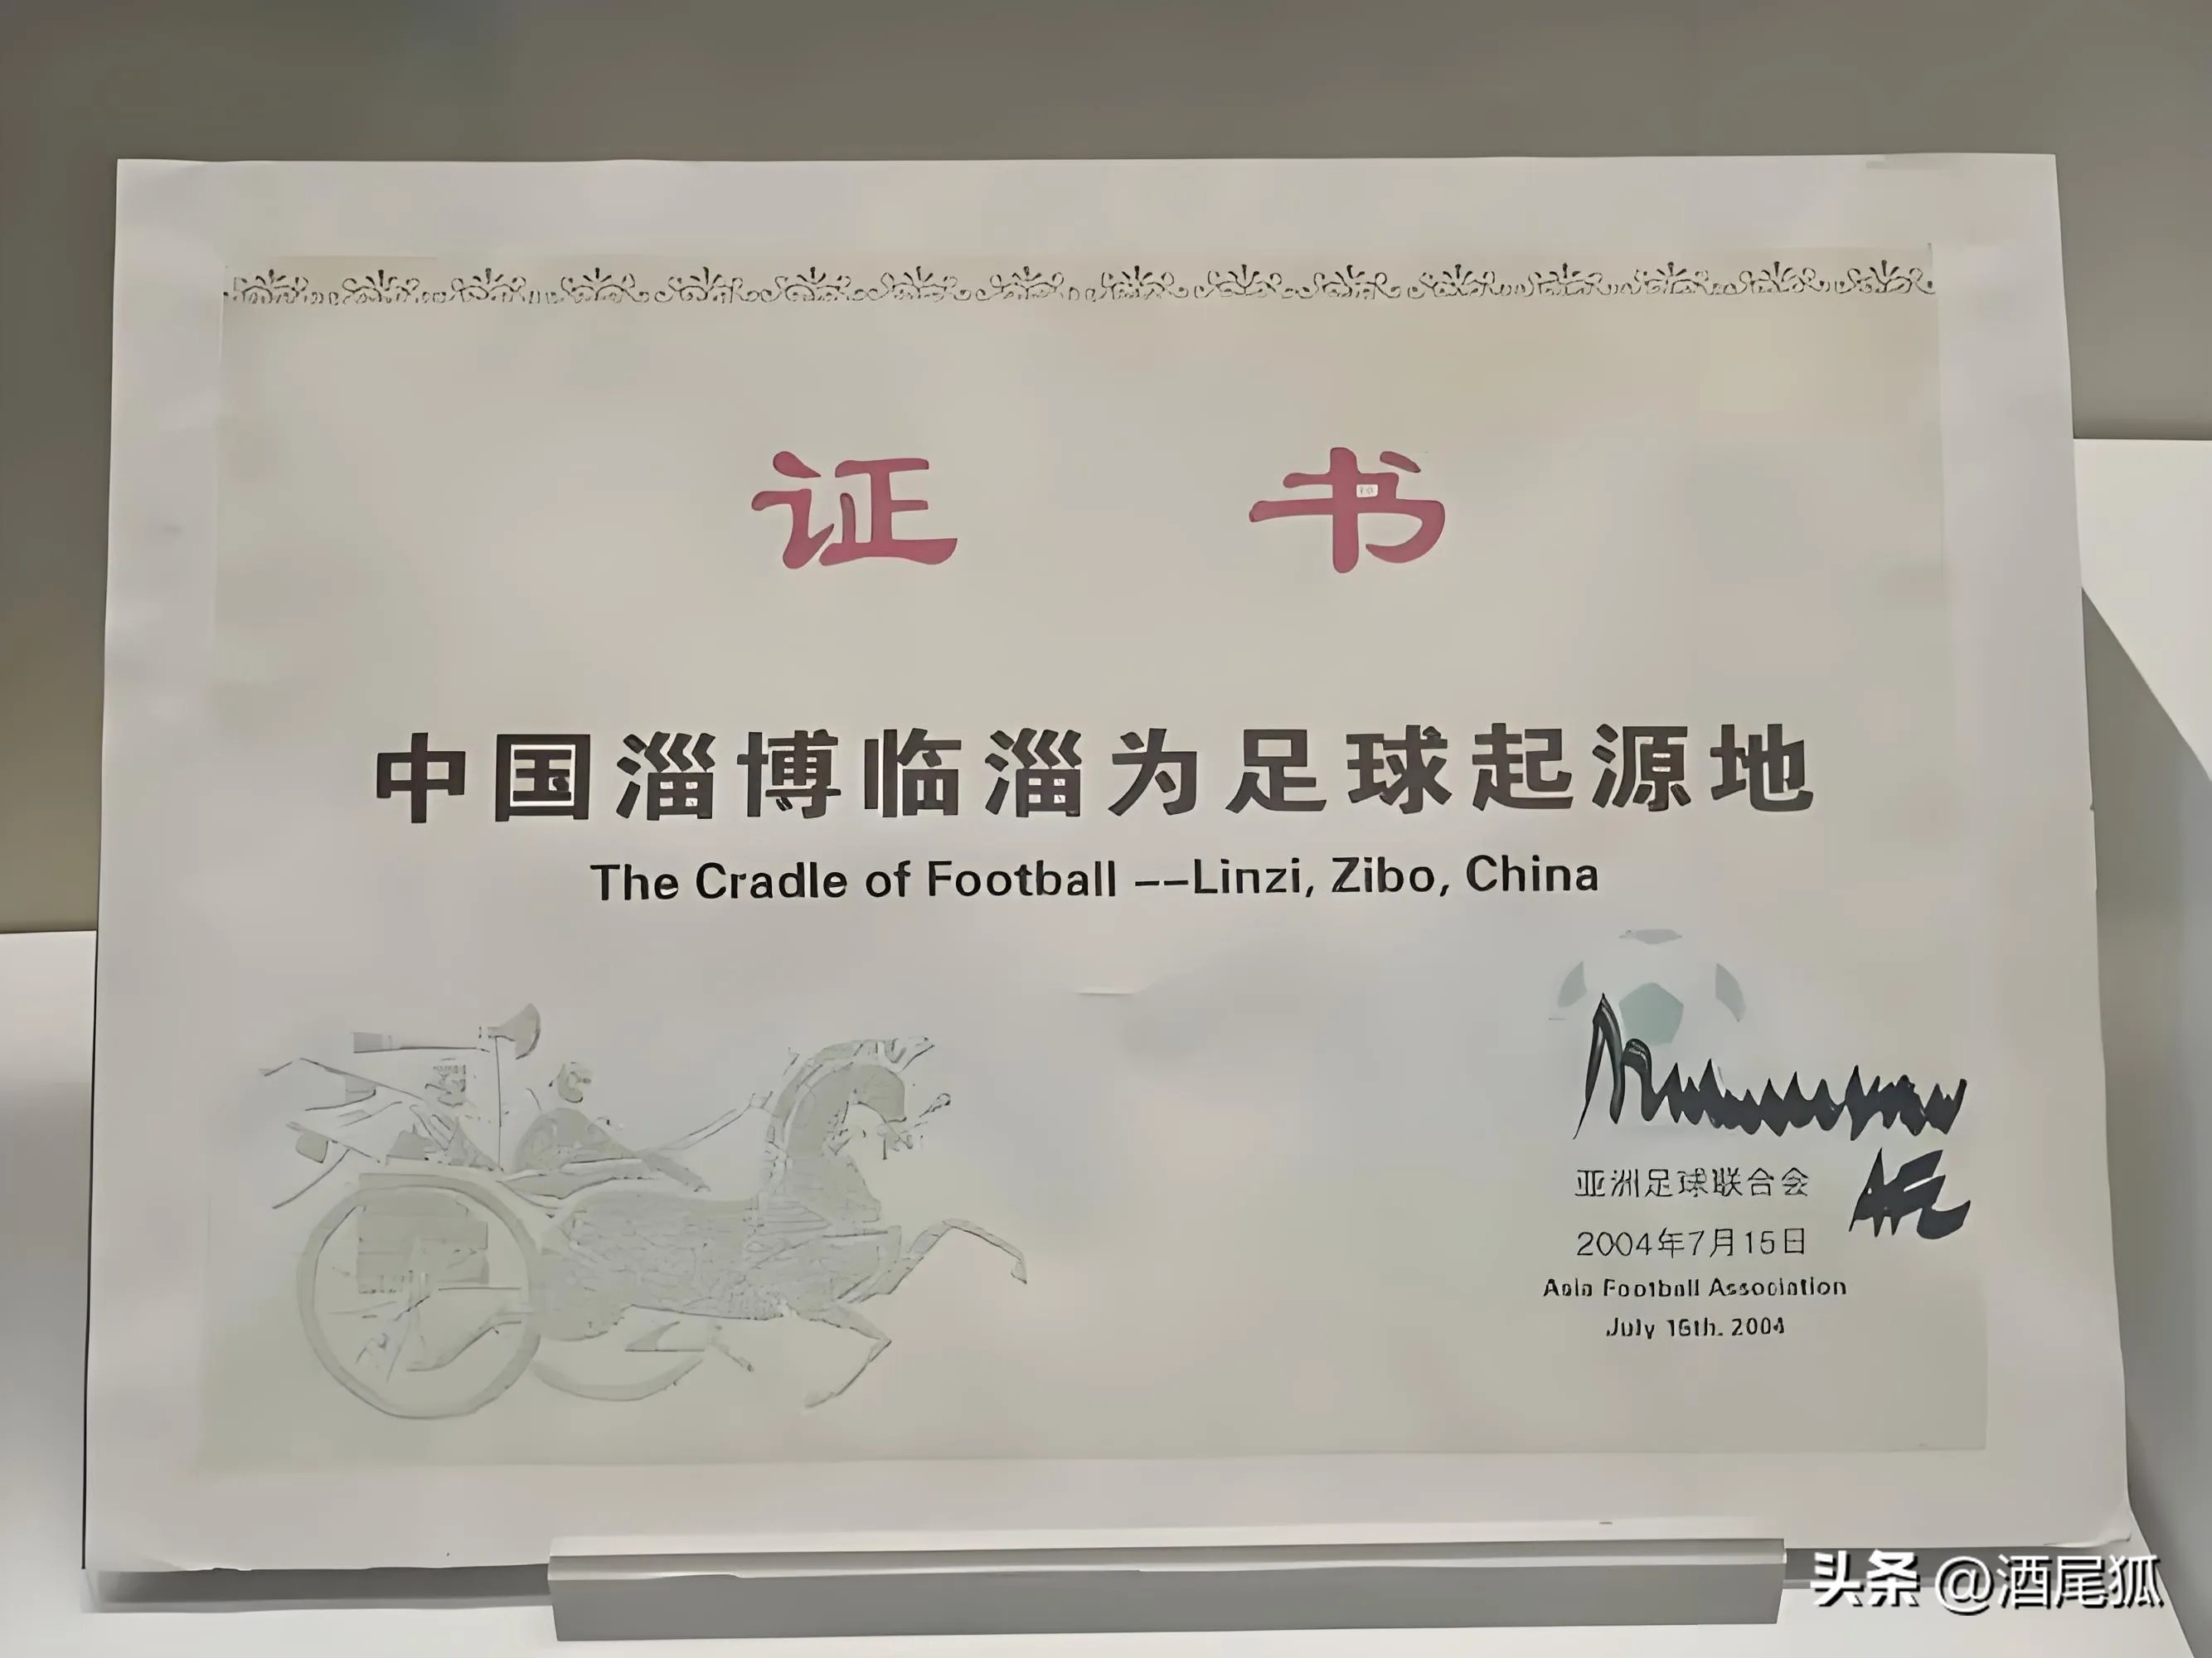 证 书
中国淄博临淄为足球起源地
The Cradle of Football --Linzi, Zibo, China
亚洲足球联合会
2004年7月15日
Asia Football Association
July 15th. 2004
头条 @酒尾狐